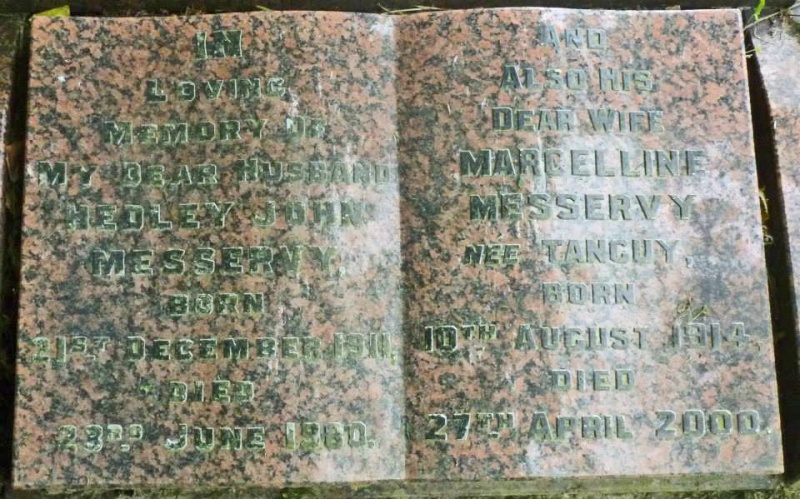 IN
LOVING
MEMORY OF
MY DEAR HUSBAND
HEDLEY JOHN
MESSERVY,
BORN
21ST DECEMBER 1911,
DIED
23RD JUNE 1980.
AND
ALSO HIS
DEAR WIFE
MARCELLINE
MESSERVY
NEE TANGUY,
BORN
10TH AUGUST 1914,
DIED
27TH APRIL 2000.